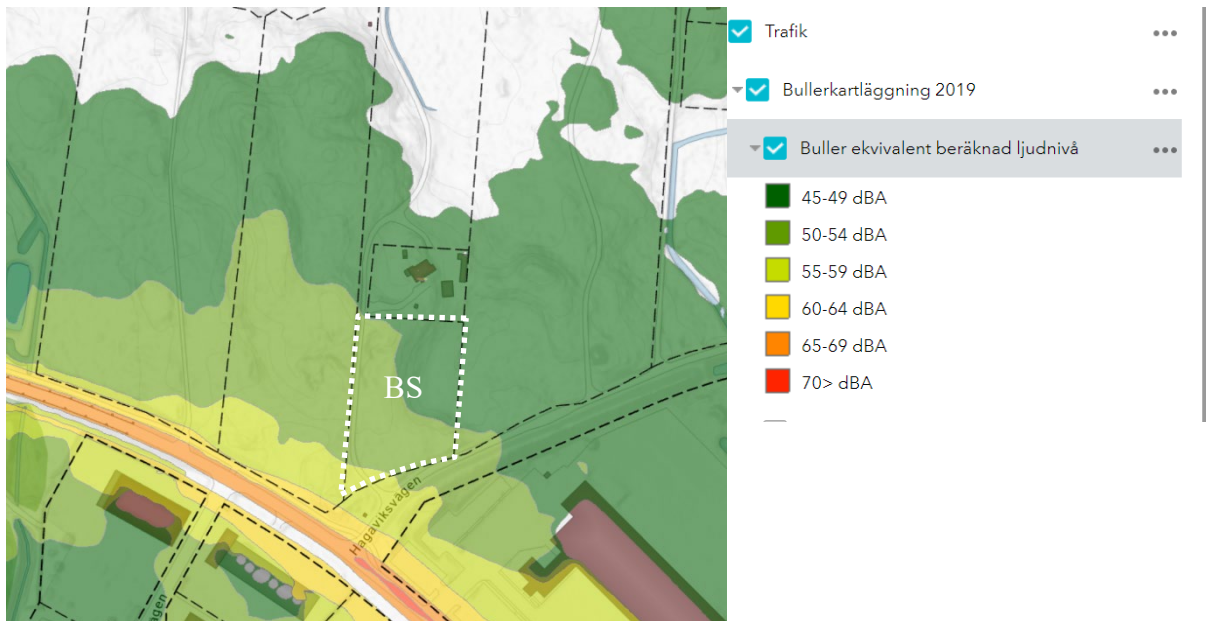 Trafik
Bullerkartläggning 2019
Buller ekvivalent beräknad ljudnivå
45-49 dBA
50-54 dBA
55-59 dBA
60-64 dBA
65-69 dBA
70> dBA
BS
Hagaviksvägen
ägen